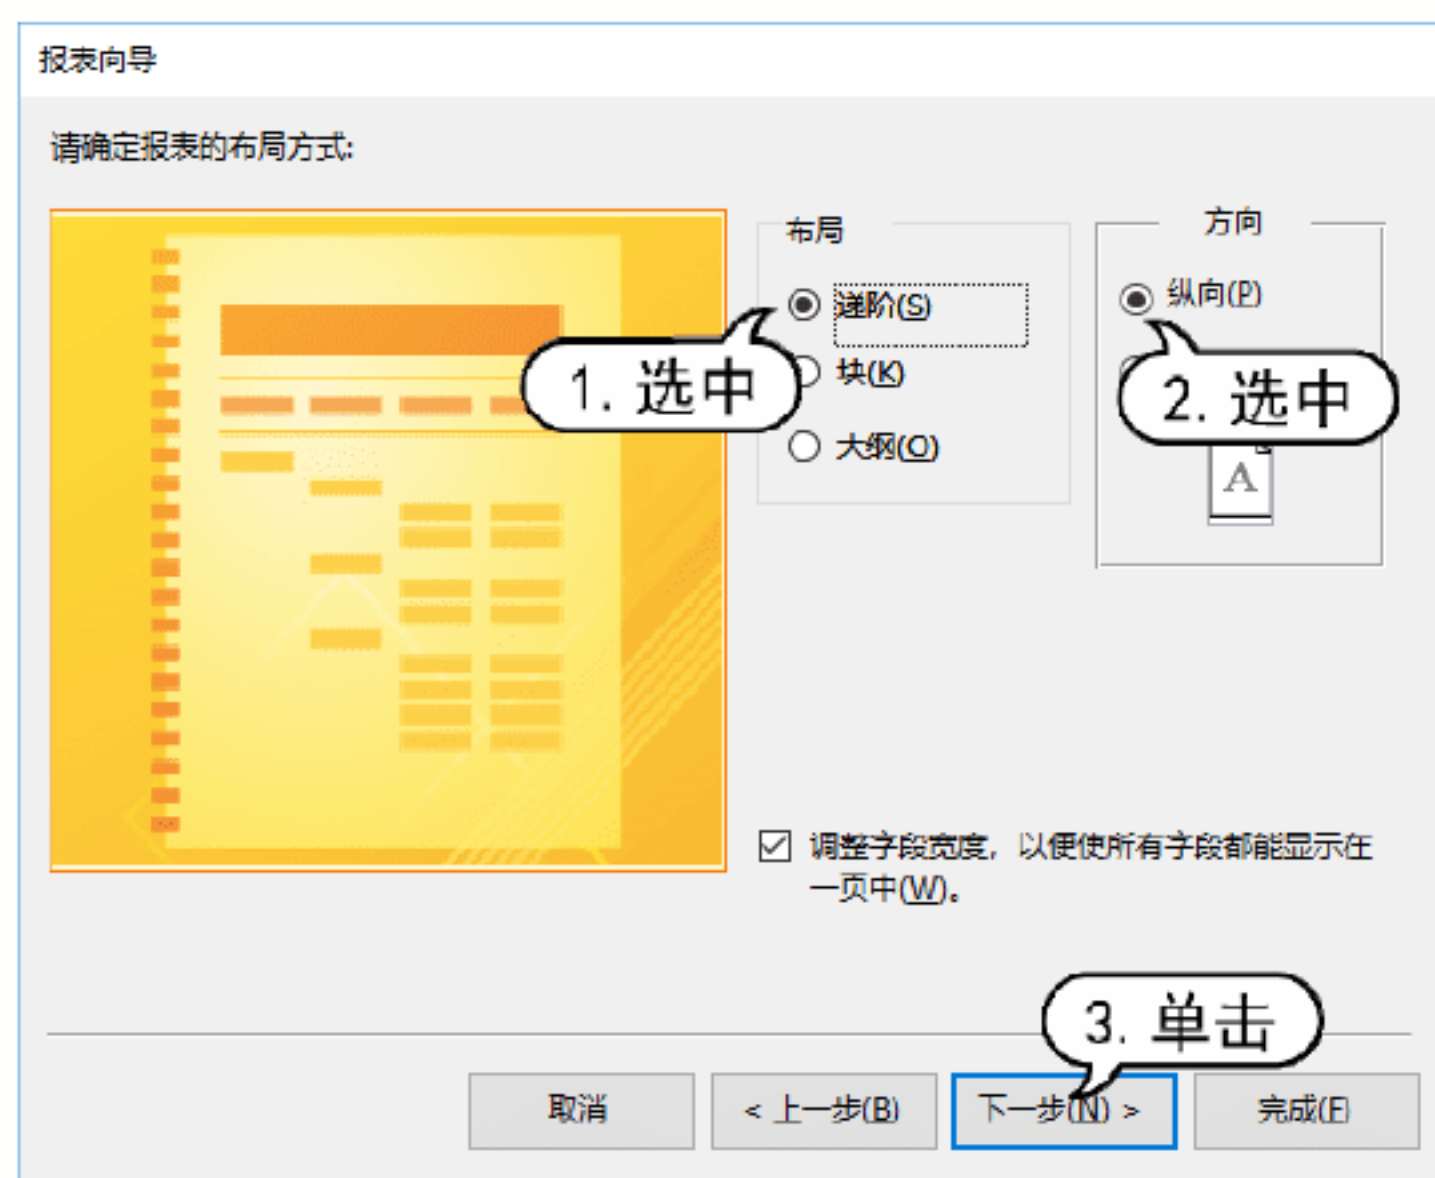 报表向导
请确定报表的布局方式:
布局
方向
递阶(S)
纵向(P)
1. 选中
块(K)
2. 选中
大纲(O)
A
调整字段宽度，以便使所有字段都能显示在
一页中(W)。
3. 单击
取消
< 上一步(B)
下一步(N) >
完成(F)